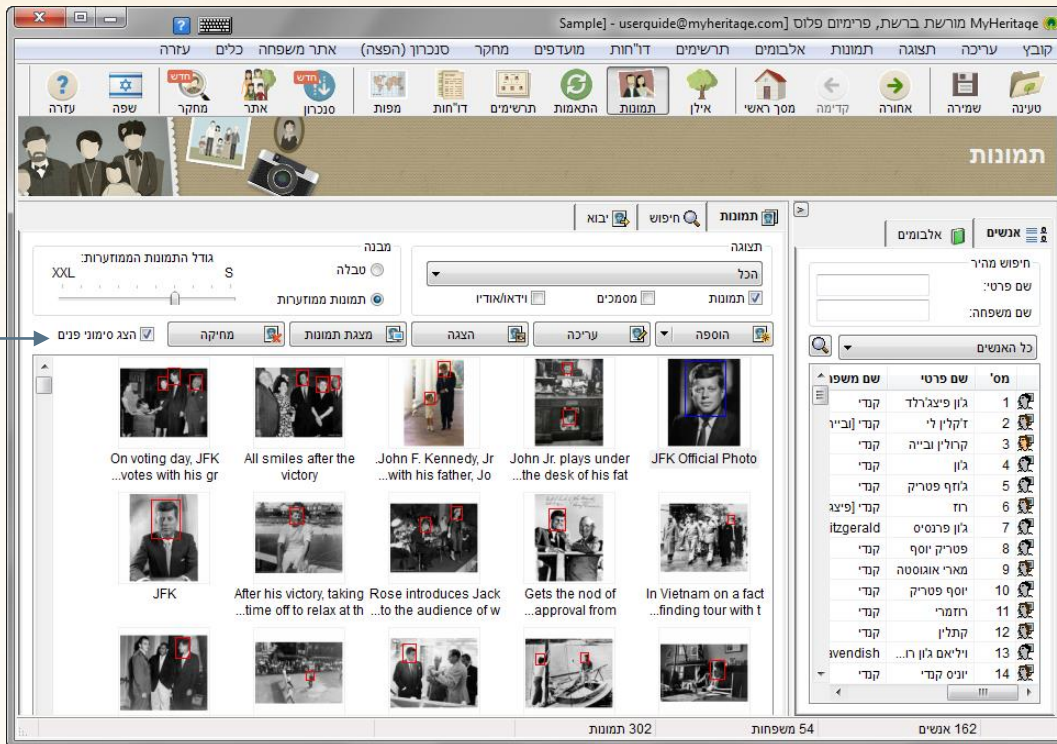 MyHeritage מורשת ברשת, פרימיום פלוס [Sample] - userguide@myheritage.com
קובץ עריכה תצוגה תמונות אלבומים תרשימים דו"חות מועדפים מחקר סנכרון (הפצה) אתר משפחה כלים עזרה
חדש חדש
טעינה שמירה אחורה קדימה מסך ראשי אילן תמונות התאמות תרשימים דו"חות מפות סנכרון אתר מחקר שפה עזרה
תמונות
אנשים אלבומים
חיפוש מהיר
שם פרטי:
שם משפחה:
כל האנשים
מס' שם פרטי שם משפח
1 ג'ון פיצג'רלד קנדי
2 ז'קלין לי קנדי [ובייר
3 קרולין ובייה קנדי
4 ג'ון קנדי
5 ג'וזף פטריק קנדי
6 רוז קנדי [פיצג
7 ג'ון פרנסיס itzgerald
8 פטריק יוסף קנדי
9 מארי אוגוסטה קנדי
10 יוסף פטריק קנדי
11 רוזמרי קנדי
12 קתלין קנדי
13 ויליאם ג'ון רו... avendish
14 יוניס קנדי קנדי
תמונות חיפוש יבוא
תצוגה
הכל
תמונות מסמכים וידאו/אודיו
מבנה
טבלה
תמונות ממוזערות
גודל התמונות הממוזערות:
XXL S
הוספה עריכה הצגה מצגת תמונות מחיקה הצג סימוני פנים
JFK Official Photo
John Jr. plays under
...the desk of his fat
.John F. Kennedy, Jr
...with his father, Jo
All smiles after the
victory
On voting day, JFK
...votes with his gr
In Vietnam on a fact
...finding tour with t
Gets the nod of
...approval from
Rose introduces Jack
...to the audience of w
After his victory, taking
...time off to relax at th
JFK
162 אנשים 54 משפחות 302 תמונות